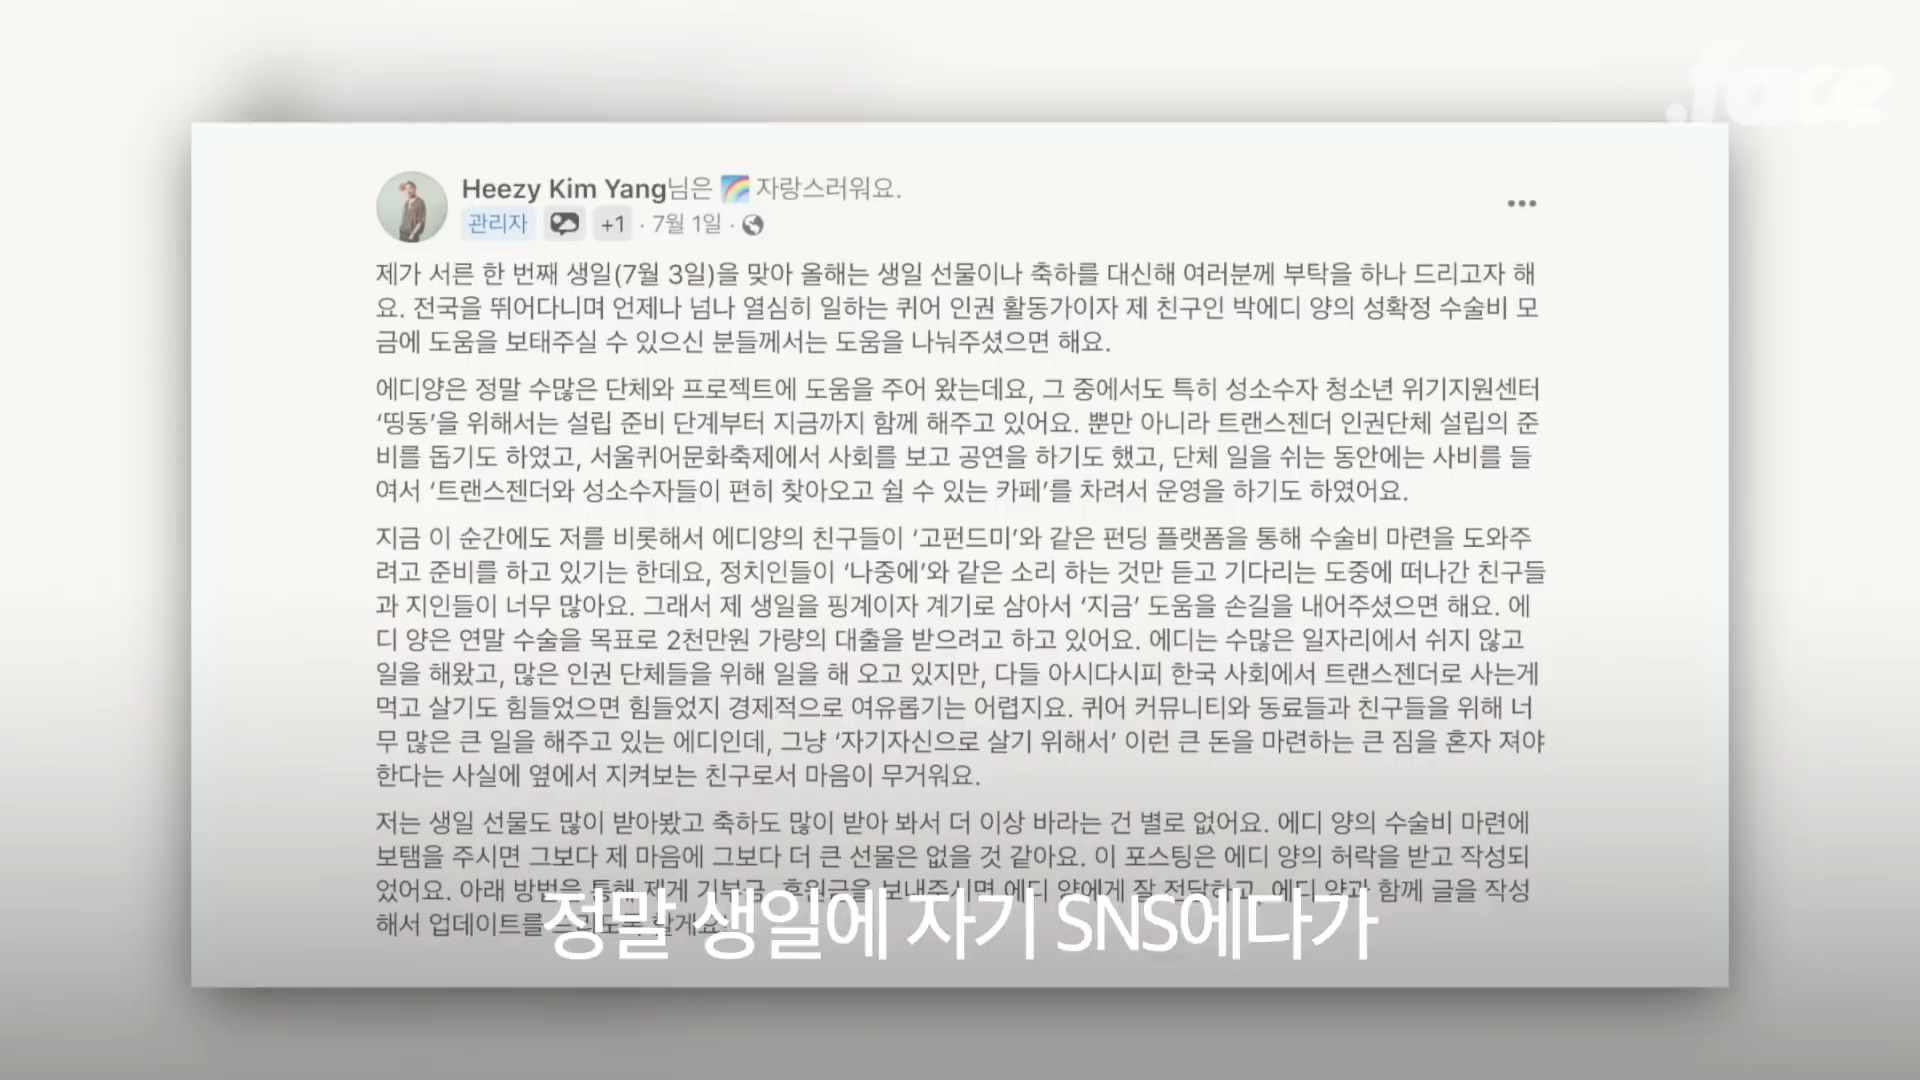 .face
Heezy Kim Yang님은 🌈 자랑스러워요.
관리자 +1 · 7월 1일 ·
제가 서른 한 번째 생일(7월 3일)을 맞아 올해는 생일 선물이나 축하를 대신해 여러분께 부탁을 하나 드리고자 해
요. 전국을 뛰어다니며 언제나 넘나 열심히 일하는 퀴어 인권 활동가이자 제 친구인 박에디 양의 성확정 수술비 모
금에 도움을 보태주실 수 있으신 분들께서는 도움을 나눠주셨으면 해요.
에디양은 정말 수많은 단체와 프로젝트에 도움을 주어 왔는데요, 그 중에서도 특히 성소수자 청소년 위기지원센터
‘띵동’을 위해서는 설립 준비 단계부터 지금까지 함께 해주고 있어요. 뿐만 아니라 트랜스젠더 인권단체 설립의 준
비를 돕기도 하였고, 서울퀴어문화축제에서 사회를 보고 공연을 하기도 했고, 단체 일을 쉬는 동안에는 사비를 들
여서 ‘트랜스젠더와 성소수자들이 편히 찾아오고 쉴 수 있는 카페’를 차려서 운영을 하기도 하였어요.
지금 이 순간에도 저를 비롯해서 에디양의 친구들이 ‘고펀드미’와 같은 펀딩 플랫폼을 통해 수술비 마련을 도와주
려고 준비를 하고 있기는 한데요, 정치인들이 ‘나중에’와 같은 소리 하는 것만 듣고 기다리는 도중에 떠나간 친구들
과 지인들이 너무 많아요. 그래서 제 생일을 핑계이자 계기로 삼아서 ‘지금’ 도움을 손길을 내어주셨으면 해요. 에
디 양은 연말 수술을 목표로 2천만원 가량의 대출을 받으려고 하고 있어요. 에디는 수많은 일자리에서 쉬지 않고
일을 해왔고, 많은 인권 단체들을 위해 일을 해 오고 있지만, 다들 아시다시피 한국 사회에서 트랜스젠더로 사는게
먹고 살기도 힘들었으면 힘들었지 경제적으로 여유롭기는 어렵지요. 퀴어 커뮤니티와 동료들과 친구들을 위해 너
무 많은 큰 일을 해주고 있는 에디인데, 그냥 ‘자기자신으로 살기 위해서’ 이런 큰 돈을 마련하는 큰 짐을 혼자 져야
한다는 사실에 옆에서 지켜보는 친구로서 마음이 무거워요.
저는 생일 선물도 많이 받아봤고 축하도 많이 받아 봐서 더 이상 바라는 건 별로 없어요. 에디 양의 수술비 마련에
보탬을 주시면 그보다 제 마음에 그보다 더 큰 선물은 없을 것 같아요. 이 포스팅은 에디 양의 허락을 받고 작성되
었어요. 아래 방법을 통해 제게 기부금, 후원금을 보내주시면 에디 양에게 잘 전달하고, 에디 양과 함께 글을 작성
해서 업데이트를 할게요
정말 생일에 자기 SNS에다가